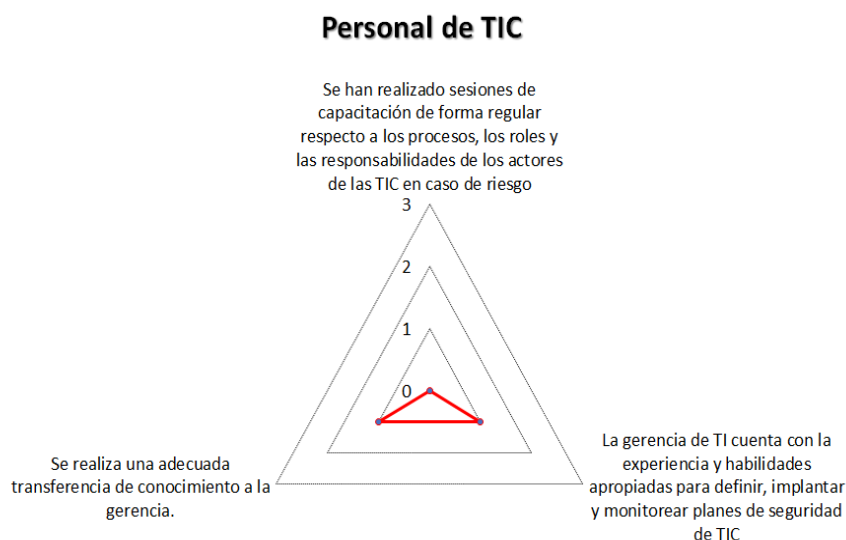 Personal de TIC
Se han realizado sesiones de
capacitación de forma regular
respecto a los procesos, los roles y
las responsabilidades de los actores
de las TIC en caso de riesgo
3
2
1
0
La gerencia de TI cuenta con la
experiencia y habilidades
apropiadas para definir, implantar
y monitorear planes de seguridad
de TIC
Se realiza una adecuada
transferencia de conocimiento a la
gerencia.